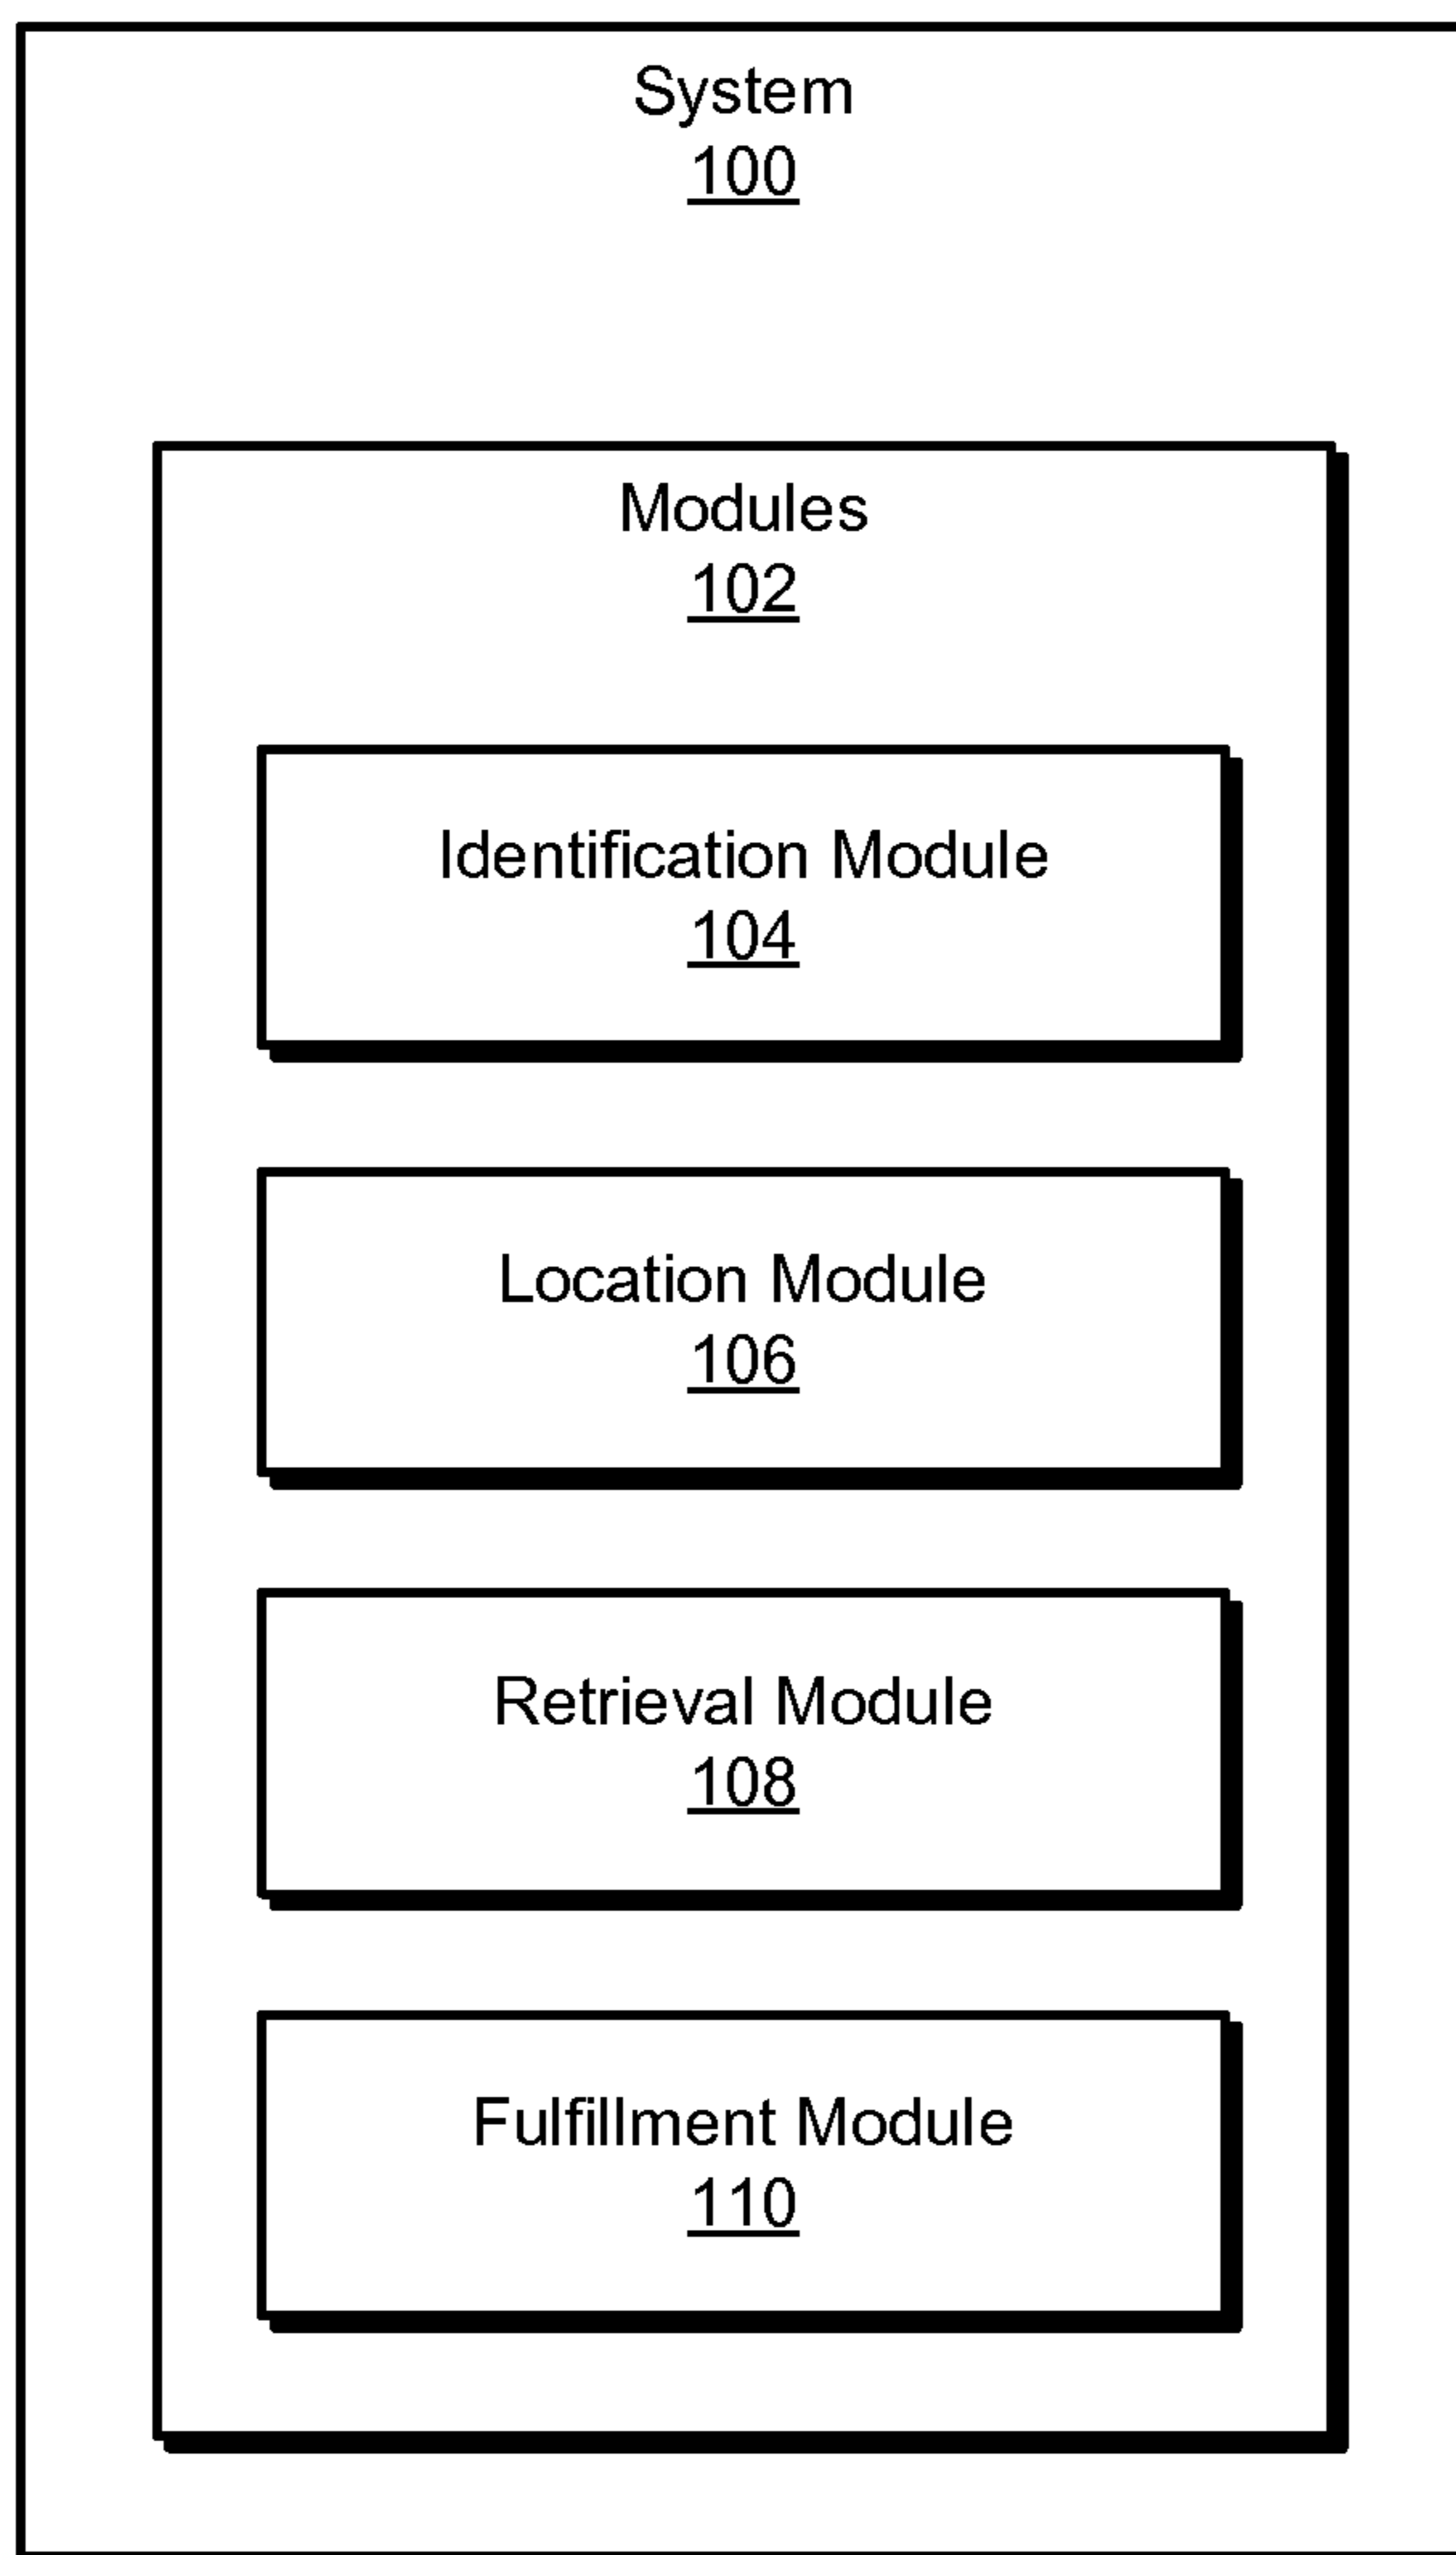 System
100
Modules
102
Identification Module
104
Location Module
106
Retrieval Module
108
Fulfillment Module
110